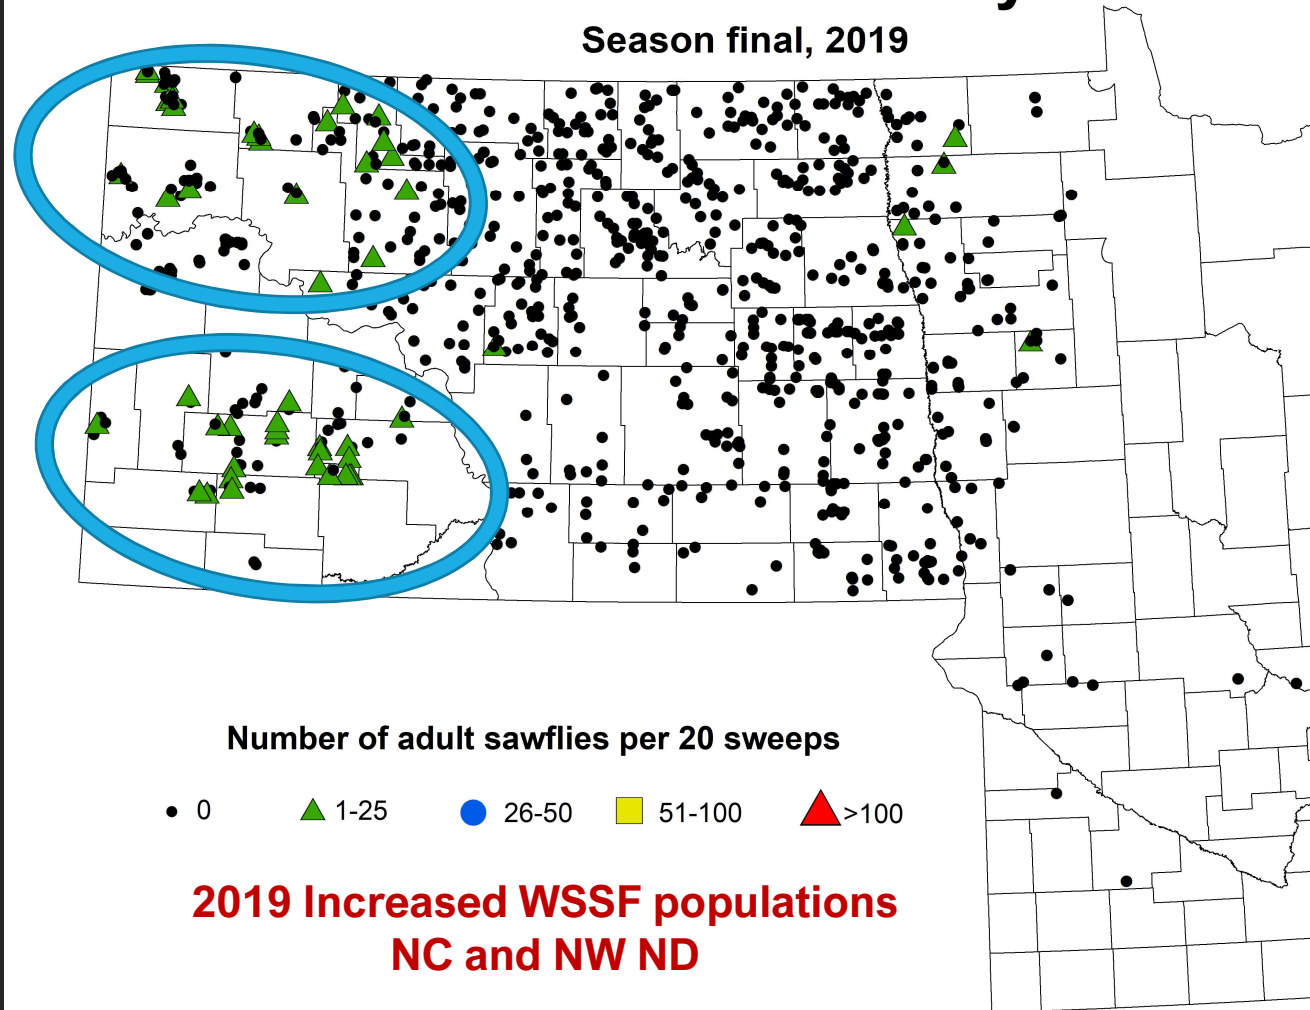 Season final, 2019
Number of adult sawflies per 20 sweeps
0
1-25
26-50
51-100
>100
2019 Increased WSSF populations
NC and NW ND